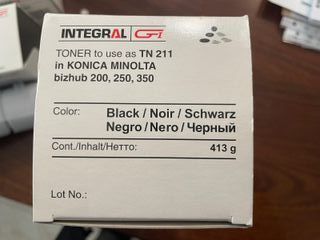 INTEGRAL GPI
TONER to use as TN 211
in KONICA MINOLTA
bizhub 200, 250, 350
Color: Black / Noir / Schwarz
Negro / Nero / Черный
Cont./Inhalt/Нетто: 413 g
Lot No.: